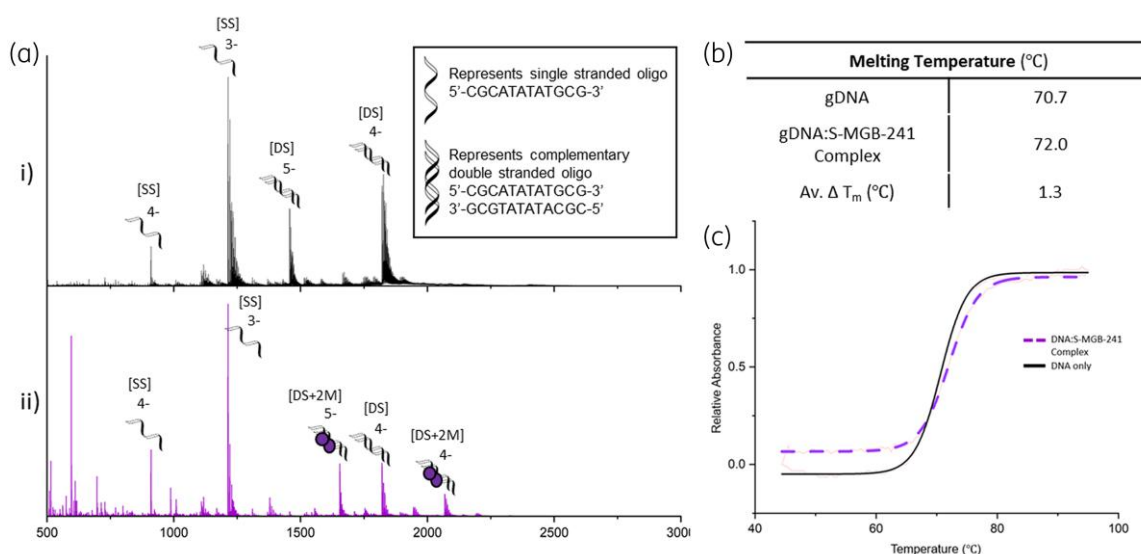 (a)
i)
[SS]
4-
[SS]
3-
[DS]
5-
[DS]
4-
Represents single stranded oligo
5'-CGCATATATGCG-3'
Represents complementary
double stranded oligo
5'-CGCATATATGCG-3'
3'-GCGTATATACGC-5'
ii)
[SS]
4-
[SS]
3-
[DS+2M]
5-
[DS]
4-
[DS+2M]
4-
500
1000
1500
2000
2500
3000
(b)
Melting Temperature (°C)
gDNA 70.7
gDNA:S-MGB-241
Complex 72.0
Av. Δ Tm (°C) 1.3
(c)
Relative Absorbance
1.0
0.5
0.0
DNA:S-MGB-241
Complex
DNA only
40 60 80 100
Temperature (°C)